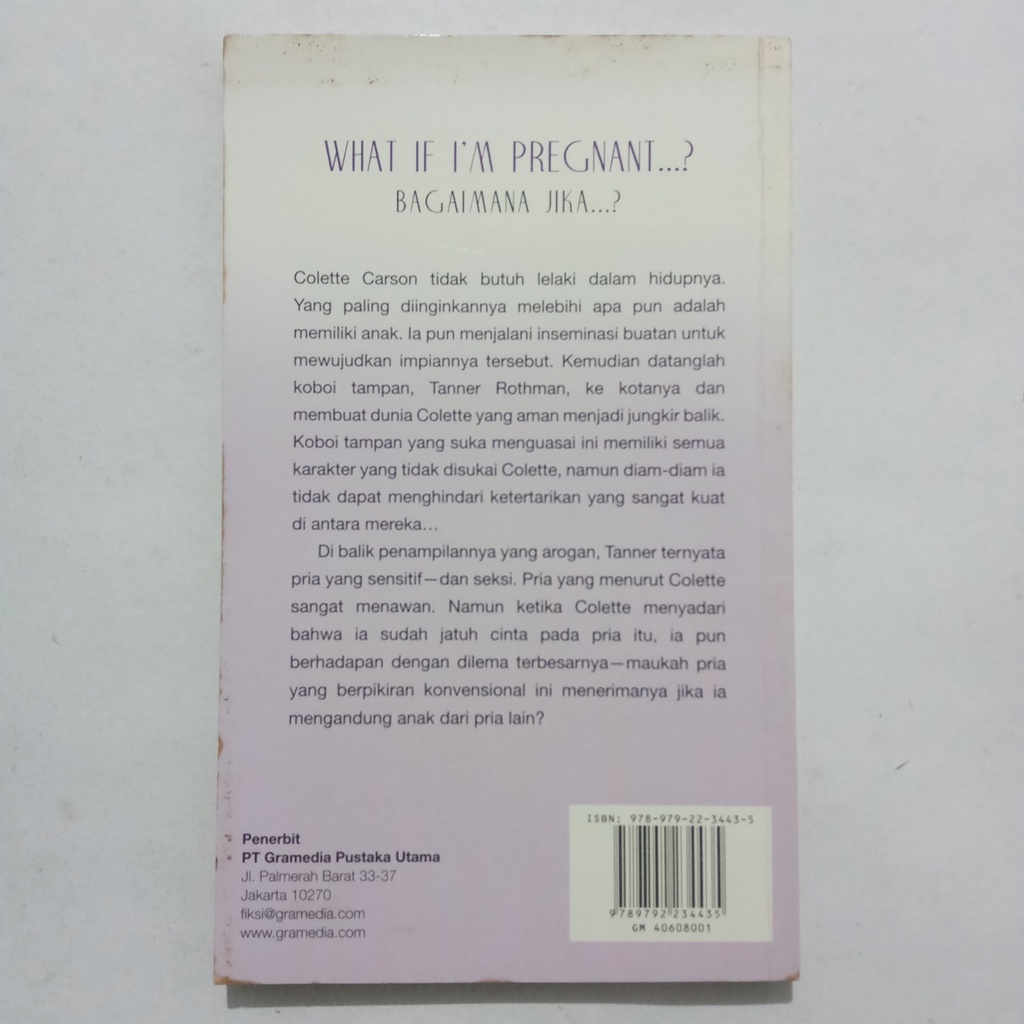 WHAT IF I'M PREGNANT...?
BAGAIMANA JIKA...?
Colette Carson tidak butuh lelaki dalam hidupnya.
Yang paling diinginkannya melebihi apa pun adalah
memiliki anak. Ia pun menjalani inseminasi buatan untuk
mewujudkan impiannya tersebut. Kemudian datanglah
koboi tampan, Tanner Rothman, ke kotanya dan
membuat dunia Colette yang aman menjadi jungkir balik.
Koboi tampan yang suka menguasai ini memiliki semua
karakter yang tidak disukai Colette, namun diam-diam ia
tidak dapat menghindari ketertarikan yang sangat kuat
di antara mereka...
Di balik penampilannya yang arogan, Tanner ternyata
pria yang sensitif—dan seksi. Pria yang menurut Colette
sangat menawan. Namun ketika Colette menyadari
bahwa ia sudah jatuh cinta pada pria itu, ia pun
berhadapan dengan dilema terbesarnya—maukah pria
yang berpikiran konvensional ini menerimanya jika ia
mengandung anak dari pria lain?
Penerbit
PT Gramedia Pustaka Utama
Jl. Palmerah Barat 33-37
Jakarta 10270
fiksi@gramedia.com
www.gramedia.com
ISBN: 978-979-22-3443-5
9789792234435
GM 40608001